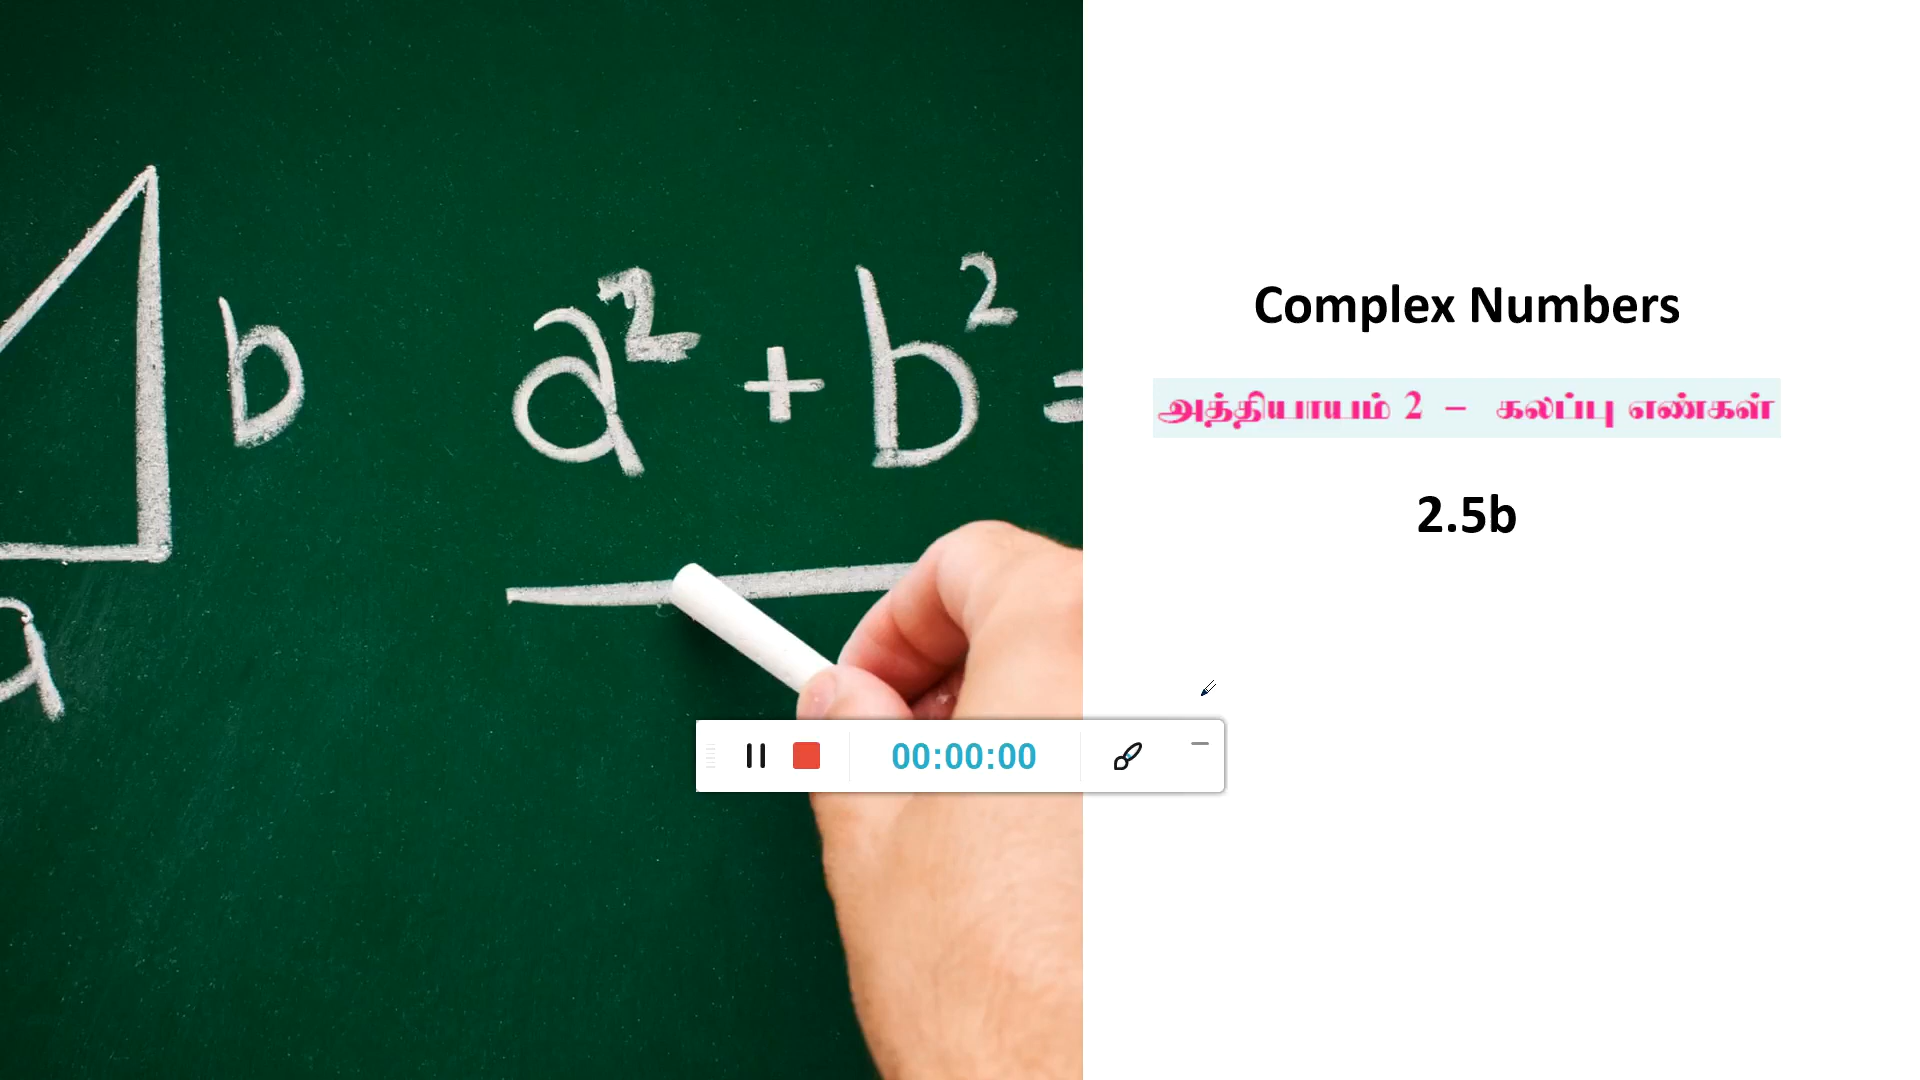 b
a² + b² =
a
Complex Numbers
அத்தியாயம் 2 – கலப்பு எண்கள்
2.5b
00:00:00